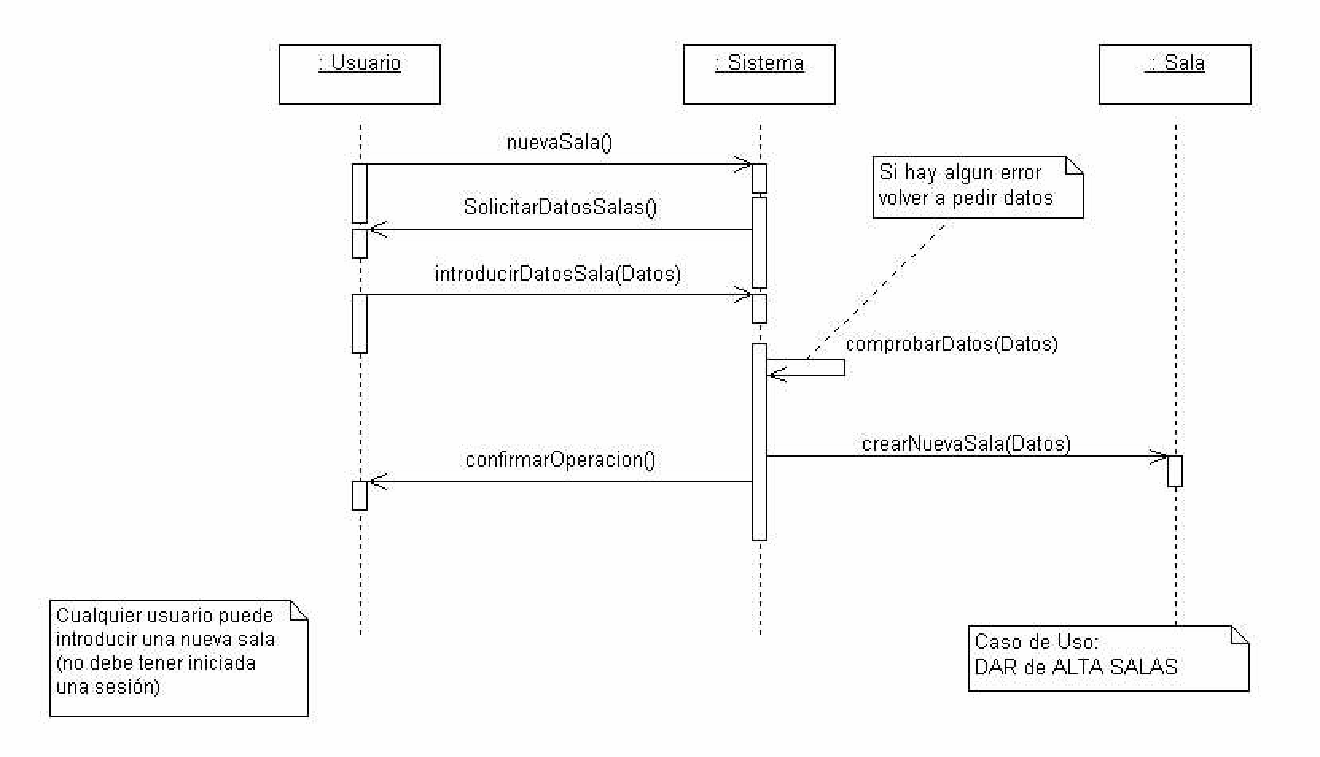 : Usuario
: Sistema
: Sala
nuevaSala()
Si hay algun error
volver a pedir datos
SolicitarDatosSalas()
introducirDatosSala(Datos)
comprobarDatos(Datos)
crearNuevaSala(Datos)
confirmarOperacion()
Cualquier usuario puede
introducir una nueva sala
(no debe tener iniciada
una sesión)
Caso de Uso:
DAR de ALTA SALAS